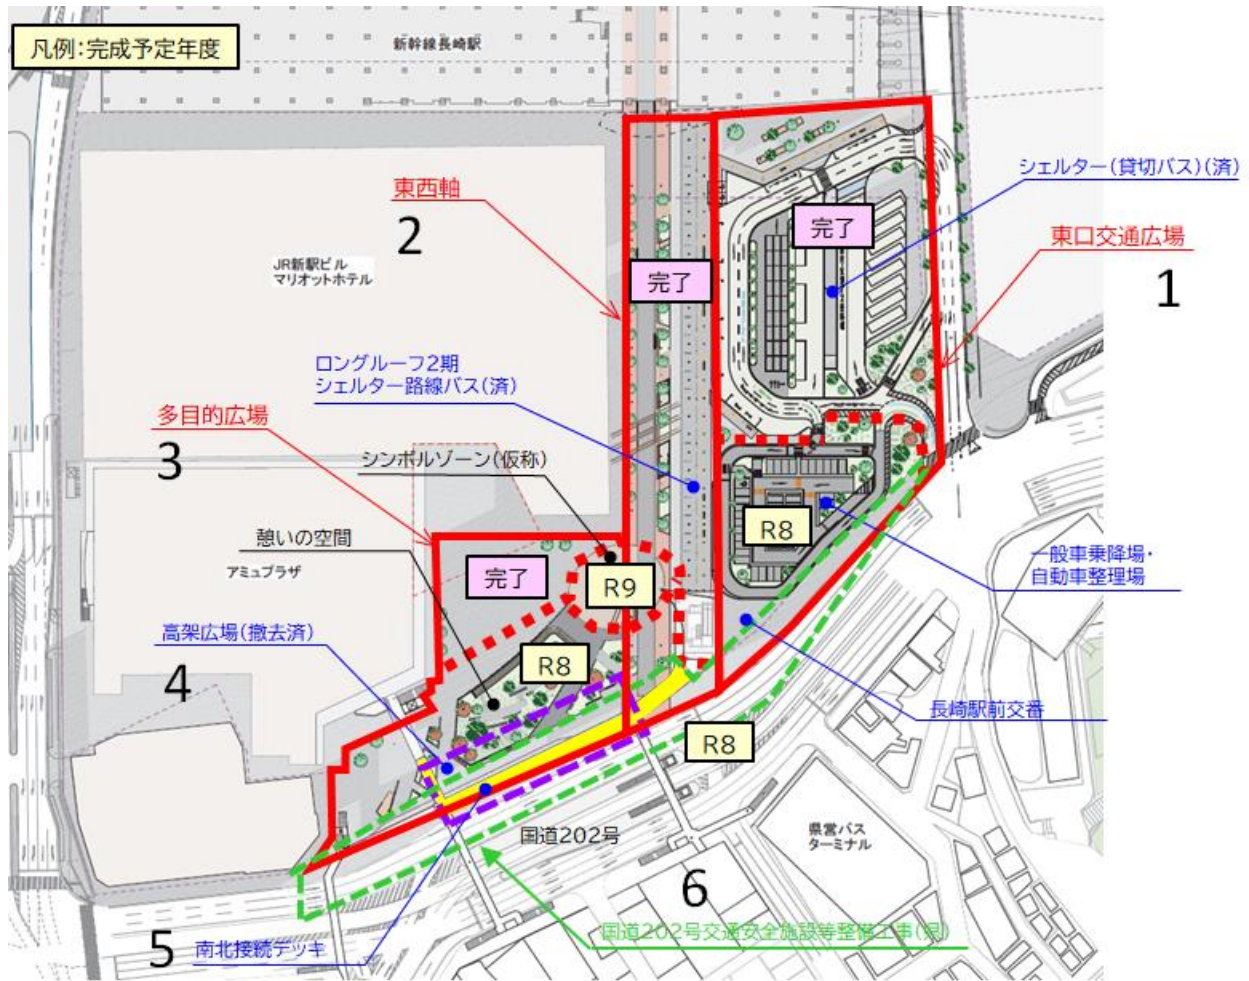 凡例:完成予定年度
新幹線長崎駅
シェルター(貸切バス)(済)
東西軸
2
完了
東口交通広場
1
JR新駅ビル
マリオットホテル
完了
ロングルーフ2期
シェルター路線バス(済)
多目的広場
3
シンボルゾーン(仮称)
憩いの空間
R8
一般車乗降場・
自動車整理場
アミュプラザ
完了
R9
高架広場(撤去済)
R8
4
長崎駅前交番
R8
国道202号
県営バス
ターミナル
6
5
南北接続デッキ
国道202号交通安全施設等整備工事(県)